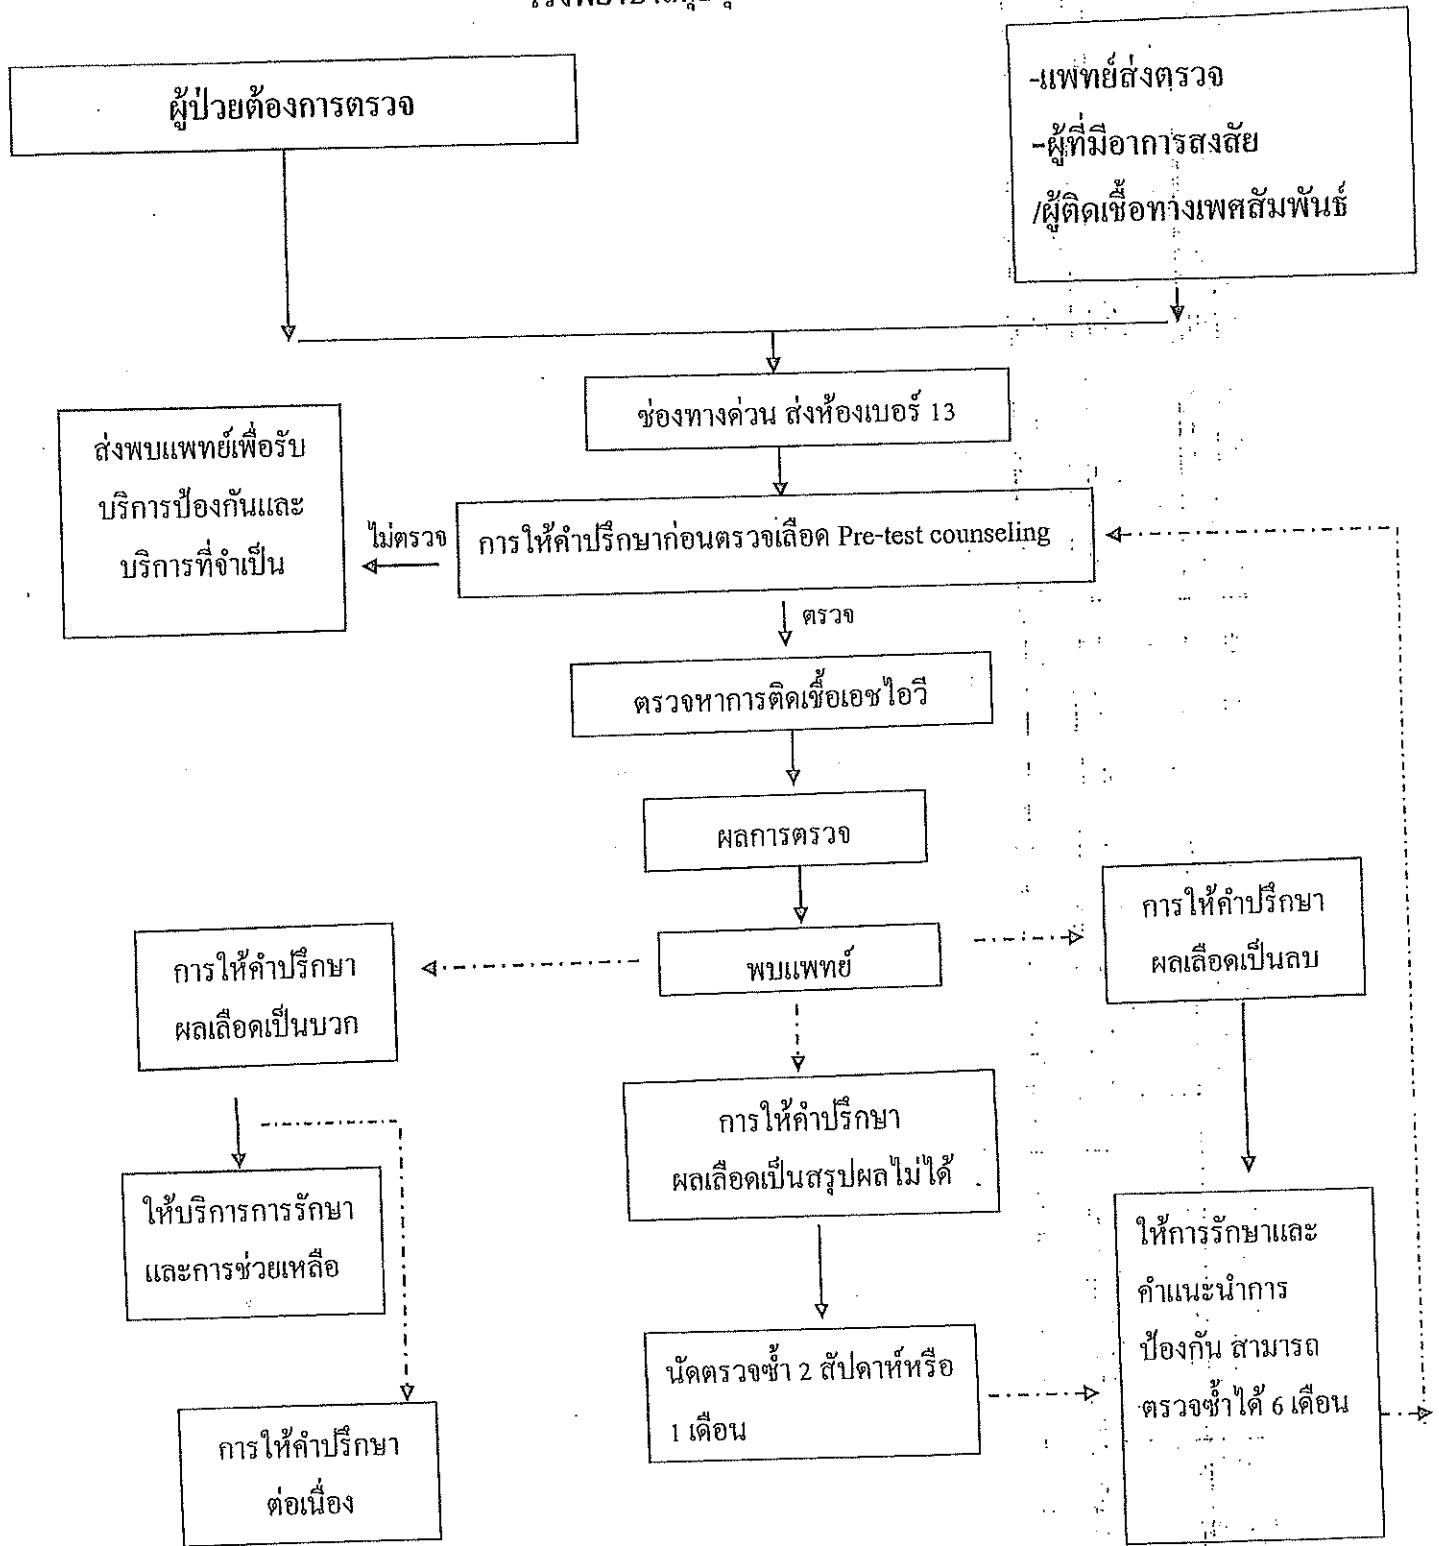 ผู้ป่วยต้องการตรวจ
-แพทย์ส่งตรวจ
-ผู้ที่มีอาการสงสัย
/ผู้ติดเชื้อทางเพศสัมพันธ์
ช่องทางด่วน ส่งห้องเบอร์ 13
ส่งพบแพทย์เพื่อรับ
บริการป้องกันและ
บริการที่จำเป็น
ไม่ตรวจ
การให้คำปรึกษาก่อนตรวจเลือด Pre-test counseling
ตรวจ
ตรวจหาการติดเชื้อเอชไอวี
ผลการตรวจ
พบแพทย์
การให้คำปรึกษา
ผลเลือดเป็นลบ
การให้คำปรึกษา
ผลเลือดเป็นบวก
การให้คำปรึกษา
ผลเลือดเป็นสรุปผลไม่ได้
ให้บริการการรักษา
และการช่วยเหลือ
ให้การรักษาและ
คำแนะนำการ
ป้องกัน สามารถ
ตรวจซ้ำได้ 6 เดือน
นัดตรวจซ้ำ 2 สัปดาห์หรือ
1 เดือน
การให้คำปรึกษา
ต่อเนื่อง